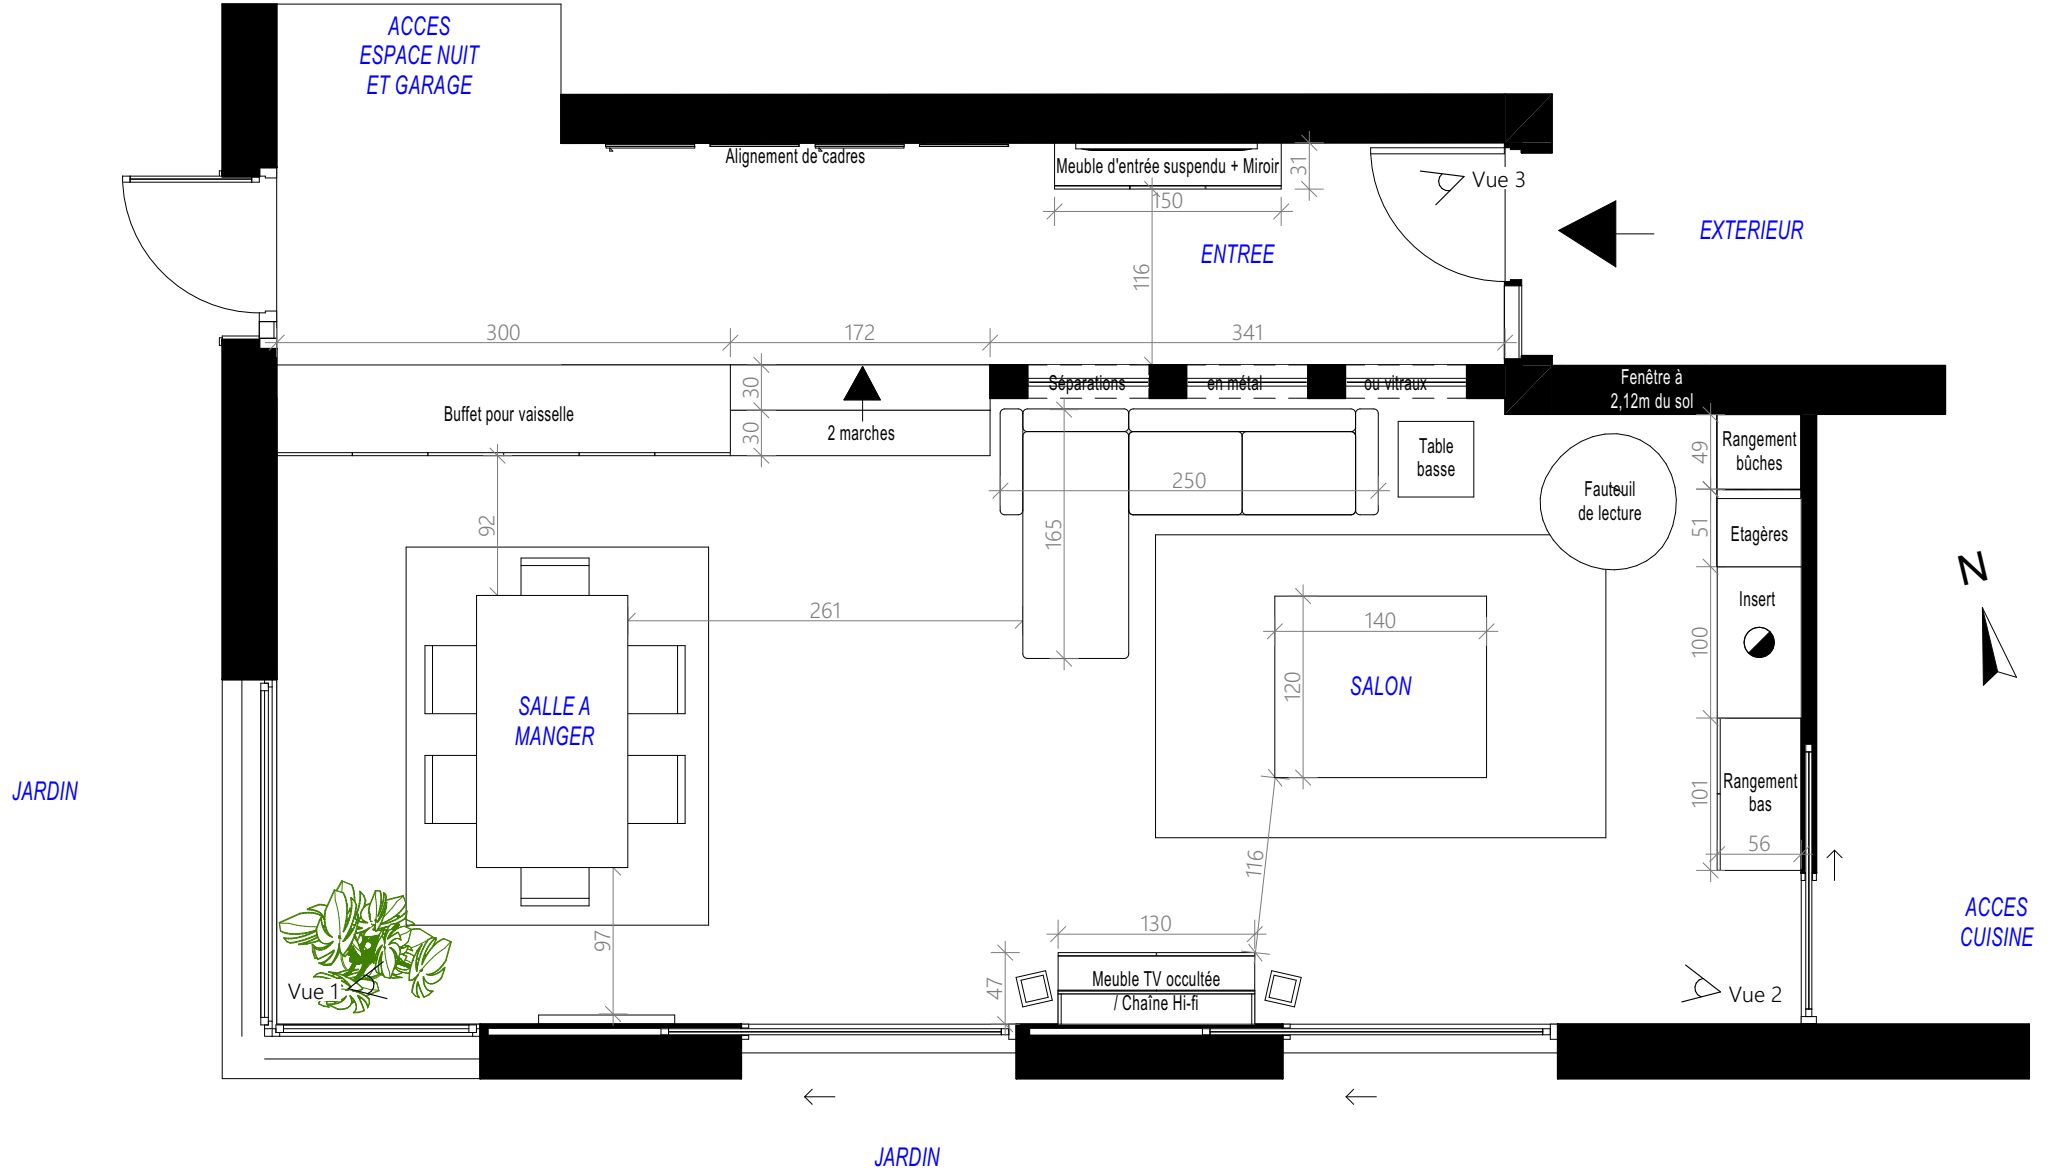 ACCES
ESPACE NUIT
ET GARAGE
Alignement de cadres
Meuble d'entrée suspendu + Miroir
31
150
Vue 3
EXTERIEUR
ENTREE
116
300
172
341
Séparations
en métal
ou vitraux
Fenêtre à
2,12m du sol
30
30
Buffet pour vaisselle
2 marches
Table
basse
Rangement
bûches
49
250
Fauteuil
de lecture
92
165
51
Etagères
N
261
140
Insert
100
120
SALON
SALLE A
MANGER
JARDIN
Rangement
bas
101
56
116
130
97
ACCES
CUISINE
47
Meuble TV occultée
/ Chaîne Hi-fi
Vue 1
Vue 2
JARDIN